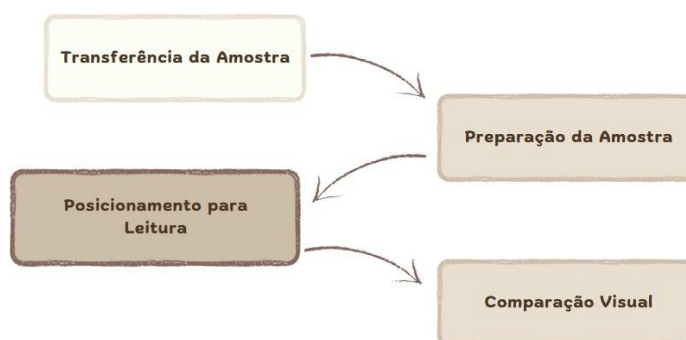 Transferência da Amostra
Preparação da Amostra
Posicionamento para
Leitura
Comparação Visual